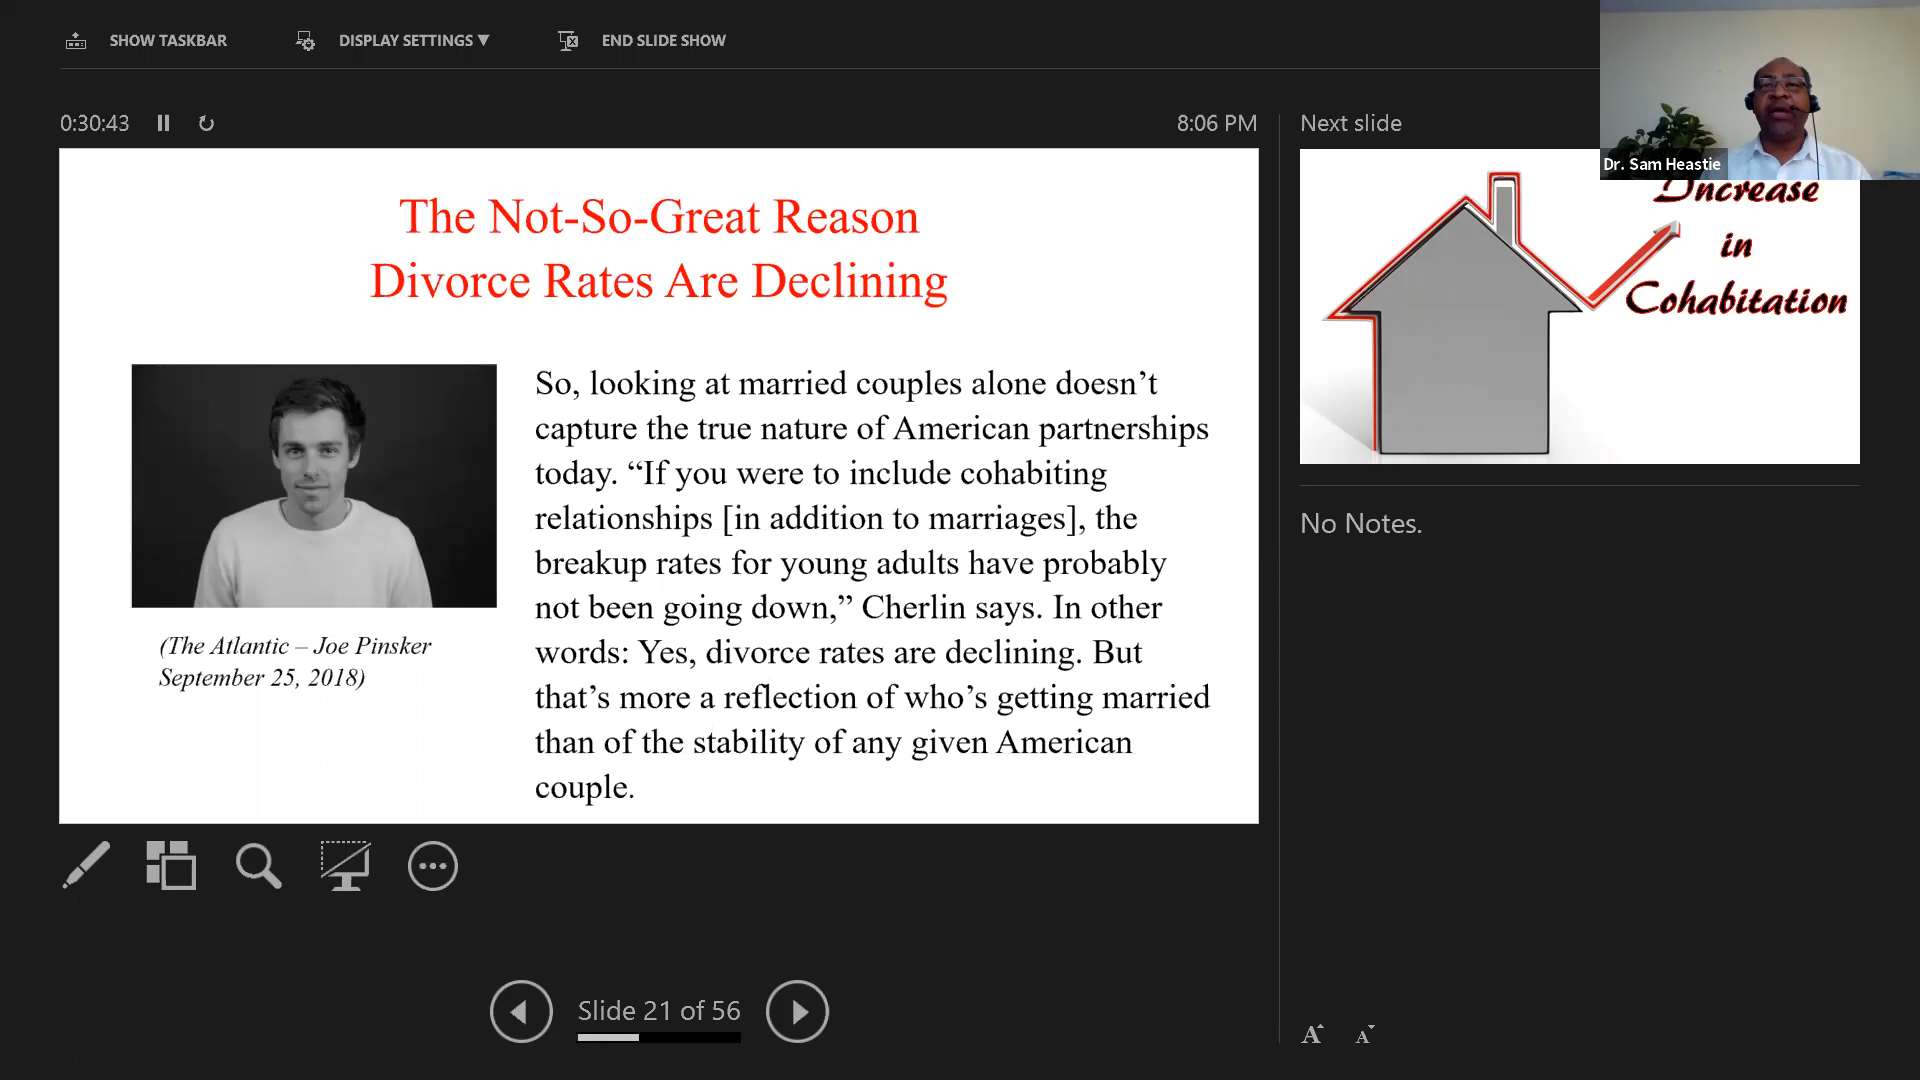 SHOW TASKBAR
DISPLAY SETTINGS ▼
END SLIDE SHOW
0:30:43
8:06 PM
Next slide
Dr. Sam Heastie
The Not-So-Great Reason
Divorce Rates Are Declining
So, looking at married couples alone doesn’t
capture the true nature of American partnerships
today. “If you were to include cohabiting
relationships [in addition to marriages], the
breakup rates for young adults have probably
not been going down,” Cherlin says. In other
words: Yes, divorce rates are declining. But
that’s more a reflection of who’s getting married
than of the stability of any given American
couple.
(The Atlantic – Joe Pinsker
September 25, 2018)
Increase
in
Cohabitation
No Notes.
Slide 21 of 56
A A